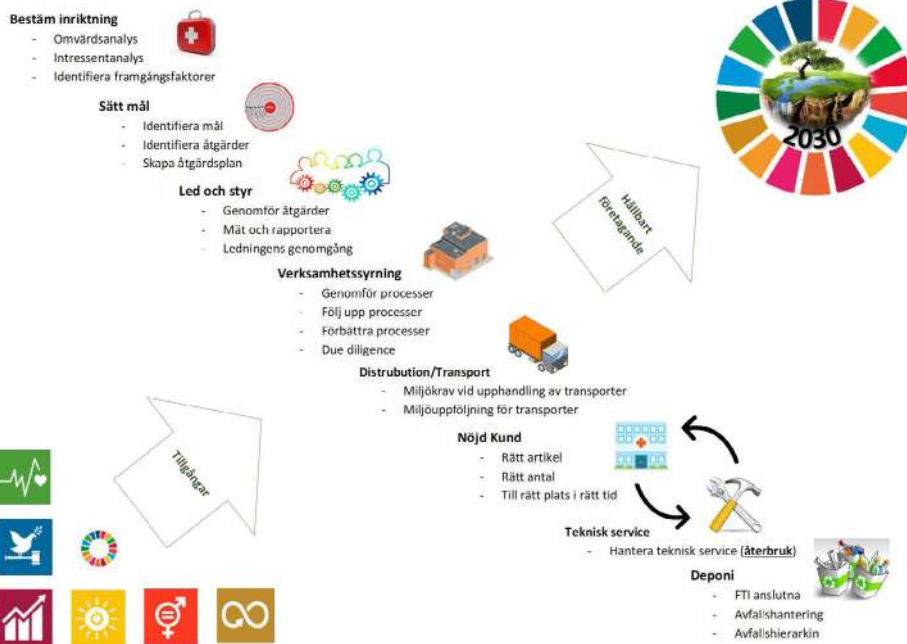 Bestäm inriktning
- Omvärdsanalys
- Intressentanalys
- Identifiera framgångsfaktorer
Sätt mål
- Identifiera mål
- Identifiera åtgärder
- Skapa åtgärdsplan
Led och styr
- Genomför åtgärder
- Mät och rapportera
- Ledningens genomgång
Verksamhetssyrning
- Genomför processer
- Följ upp processer
- Förbättra processer
- Due diligence
Distrubution/Transport
- Miljökrav vid upphandling av transporter
- Miljöuppföljning för transporter
Nöjd Kund
- Rätt artikel
- Rätt antal
- Till rätt plats i rätt tid
Teknisk service
- Hantera teknisk service (återbruk)
Deponi
- FTI anslutna
- Avfallshantering
- Avfallshierarkin
2030
Hållbart
företagande
Tillgångar